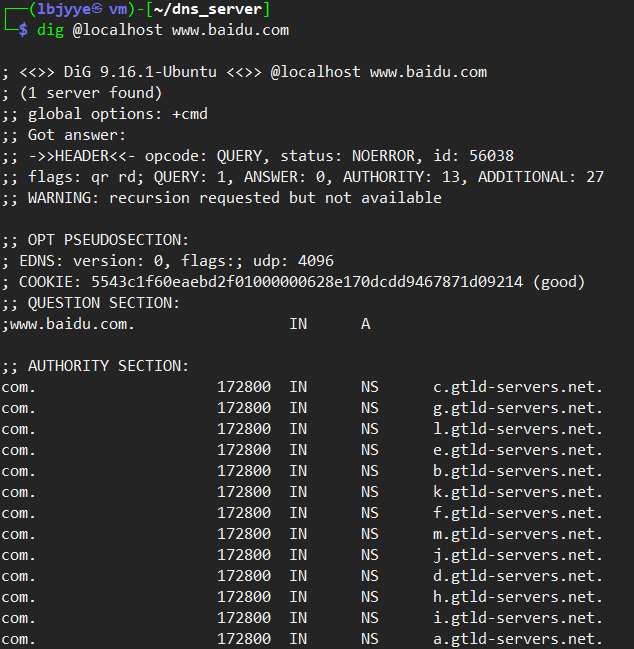 ┌──(lbjyye㉿ vm)-[~/dns_server]
└─$ dig @localhost www.baidu.com

; <<>> DiG 9.16.1-Ubuntu <<>> @localhost www.baidu.com
; (1 server found)
;; global options: +cmd
;; Got answer:
;; ->>HEADER<<- opcode: QUERY, status: NOERROR, id: 56038
;; flags: qr rd; QUERY: 1, ANSWER: 0, AUTHORITY: 13, ADDITIONAL: 27
;; WARNING: recursion requested but not available

;; OPT PSEUDOSECTION:
; EDNS: version: 0, flags:; udp: 4096
; COOKIE: 5543c1f60eaebd2f01000000628e170dcdd9467871d09214 (good)
;; QUESTION SECTION:
;www.baidu.com. IN A

;; AUTHORITY SECTION:
com. 172800 IN NS c.gtld-servers.net.
com. 172800 IN NS g.gtld-servers.net.
com. 172800 IN NS l.gtld-servers.net.
com. 172800 IN NS e.gtld-servers.net.
com. 172800 IN NS b.gtld-servers.net.
com. 172800 IN NS k.gtld-servers.net.
com. 172800 IN NS f.gtld-servers.net.
com. 172800 IN NS m.gtld-servers.net.
com. 172800 IN NS j.gtld-servers.net.
com. 172800 IN NS d.gtld-servers.net.
com. 172800 IN NS h.gtld-servers.net.
com. 172800 IN NS i.gtld-servers.net.
com. 172800 IN NS a.gtld-servers.net.